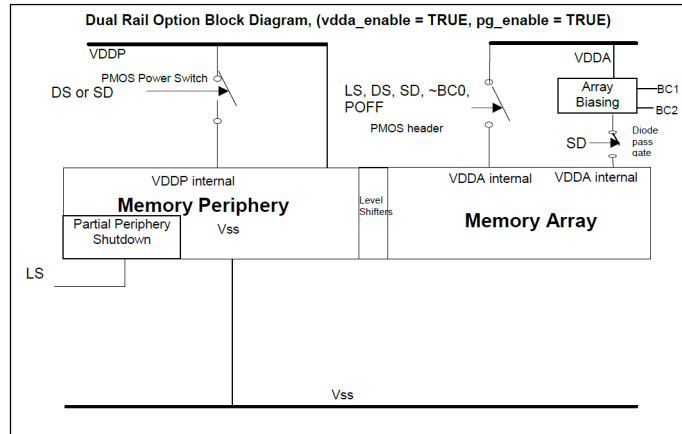 Dual Rail Option Block Diagram, (vdda_enable = TRUE, pg_enable = TRUE)
VDDP
PMOS Power Switch
DS or SD
LS, DS, SD, ~BC0,
POFF
PMOS header
VDDA
Array
Biasing
BC1
BC2
SD
Diode
pass
gate
VDDP internal
Memory Periphery
Vss
Partial Periphery
Shutdown
Level
Shifters
VDDA internal
VDDA internal
Memory Array
LS
Vss